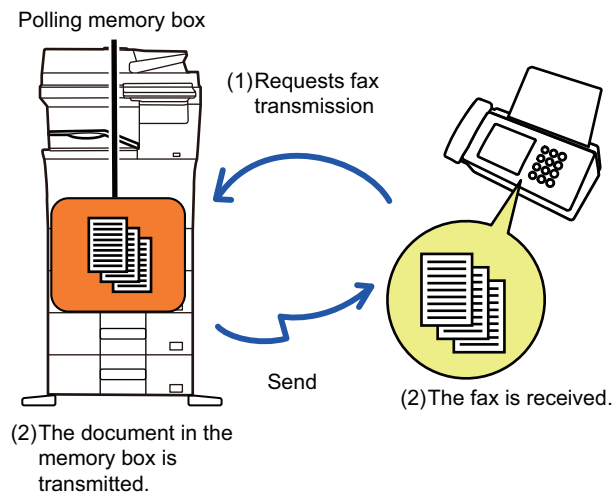 Polling memory box
(1)Requests fax
transmission
Send
(2)The fax is received.
(2)The document in the
memory box is
transmitted.